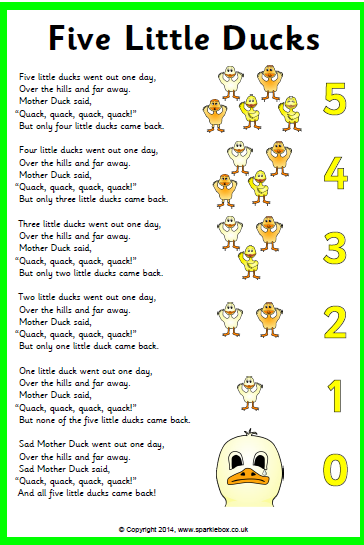 Five Little Ducks
Five little ducks went out one day,
Over the hills and far away.
Mother Duck said,
“Quack, quack, quack, quack!”
But only four little ducks came back.
5
Four little ducks went out one day,
Over the hills and far away.
Mother Duck said,
“Quack, quack, quack, quack!”
But only three little ducks came back.
4
Three little ducks went out one day,
Over the hills and far away.
Mother Duck said,
“Quack, quack, quack, quack!”
But only two little ducks came back.
3
Two little ducks went out one day,
Over the hills and far away.
Mother Duck said,
“Quack, quack, quack, quack!”
But only one little duck came back.
2
One little duck went out one day,
Over the hills and far away.
Mother Duck said,
“Quack, quack, quack, quack!”
But none of the five little ducks came back.
1
Sad Mother Duck went out one day,
Over the hills and far away.
Sad Mother Duck said,
“Quack, quack, quack, quack!”
And all five little ducks came back!
0
© Copyright 2014, www.sparklebox.co.uk